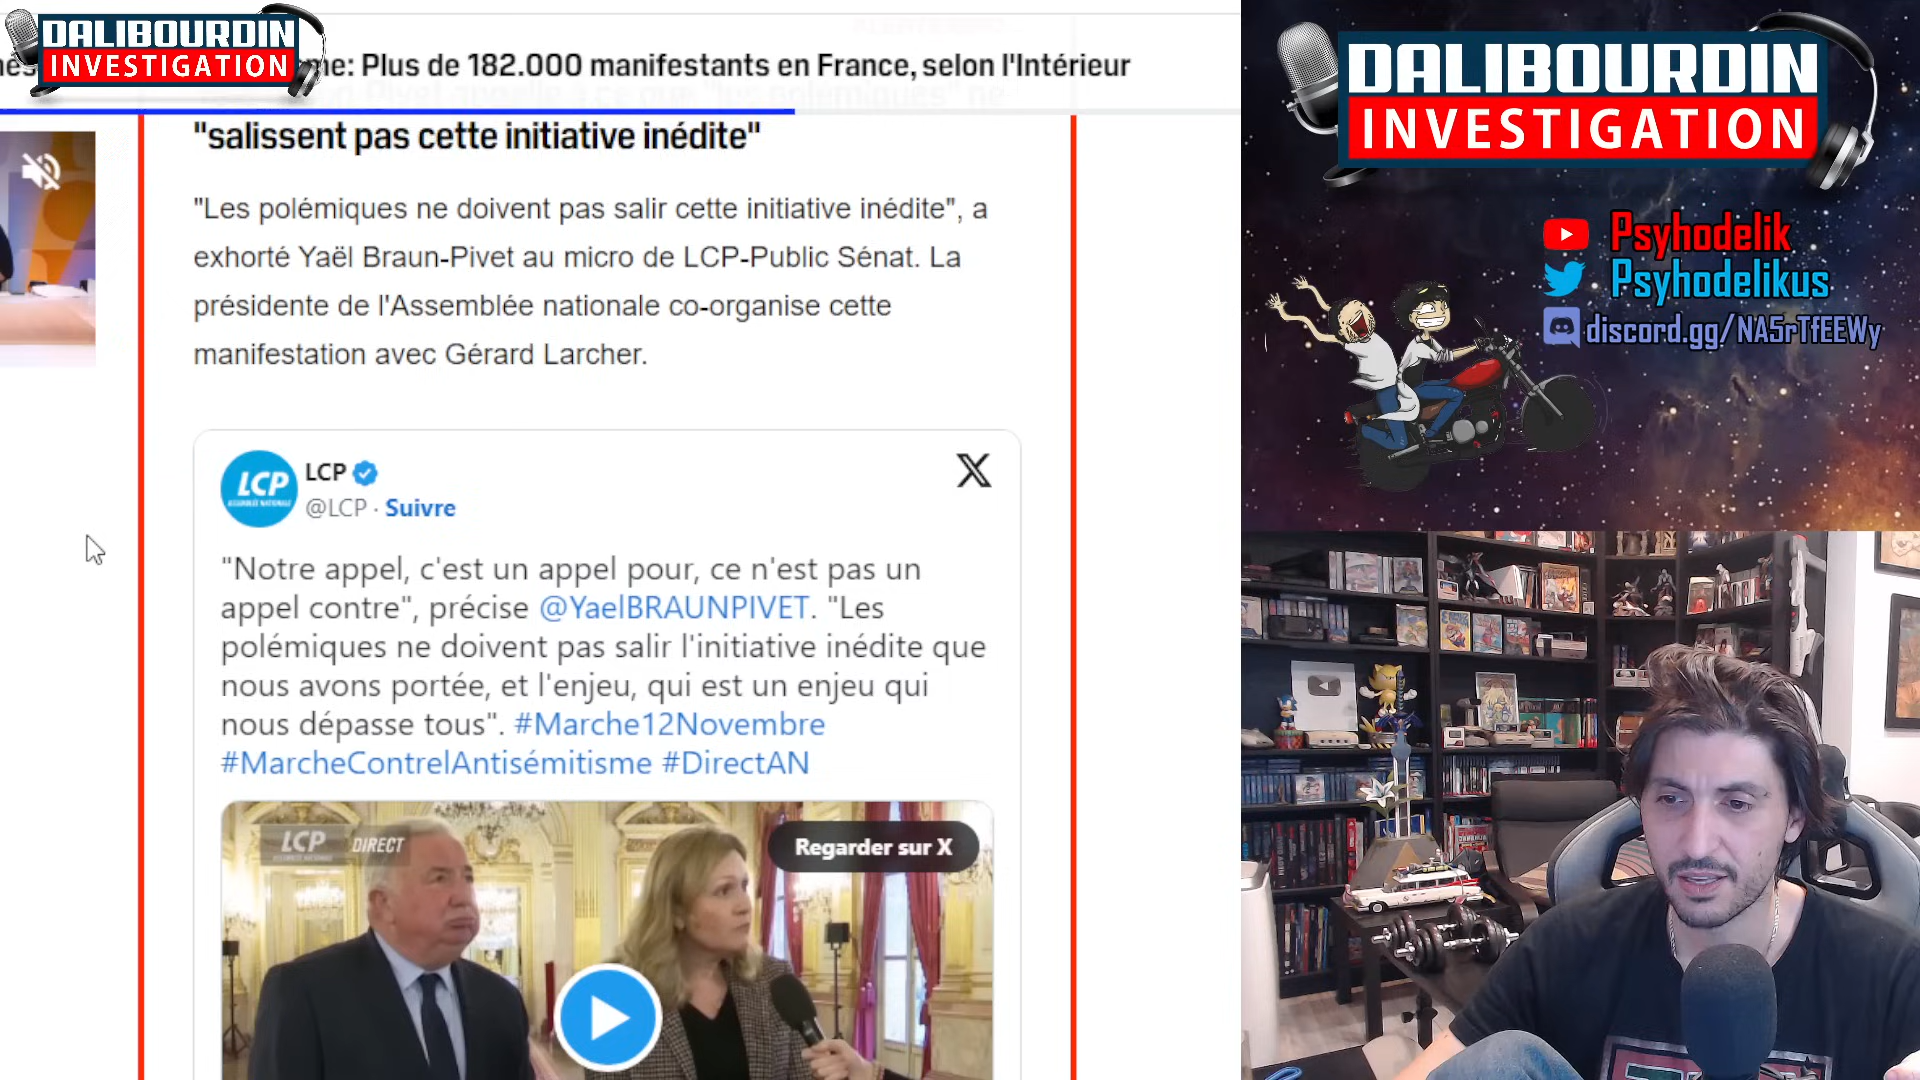 DALIBOURDIN
INVESTIGATION
me: Plus de 182.000 manifestants en France, selon l'Intérieur
"salissent pas cette initiative inédite"
"Les polémiques ne doivent pas salir cette initiative inédite", a
exhorté Yaël Braun-Pivet au micro de LCP-Public Sénat. La
présidente de l'Assemblée nationale co-organise cette
manifestation avec Gérard Larcher.
LCP
LCP
@LCP · Suivre
"Notre appel, c'est un appel pour, ce n'est pas un
appel contre", précise @YaelBRAUNPIVET. "Les
polémiques ne doivent pas salir l'initiative inédite que
nous avons portée, et l'enjeu, qui est un enjeu qui
nous dépasse tous". #Marche12Novembre
#MarcheContrelAntisémitisme #DirectAN
LCP DIRECT
Regarder sur X
DALIBOURDIN
INVESTIGATION
Psyhodelik
Psyhodelikus
discord.gg/NA5rTfEEWy